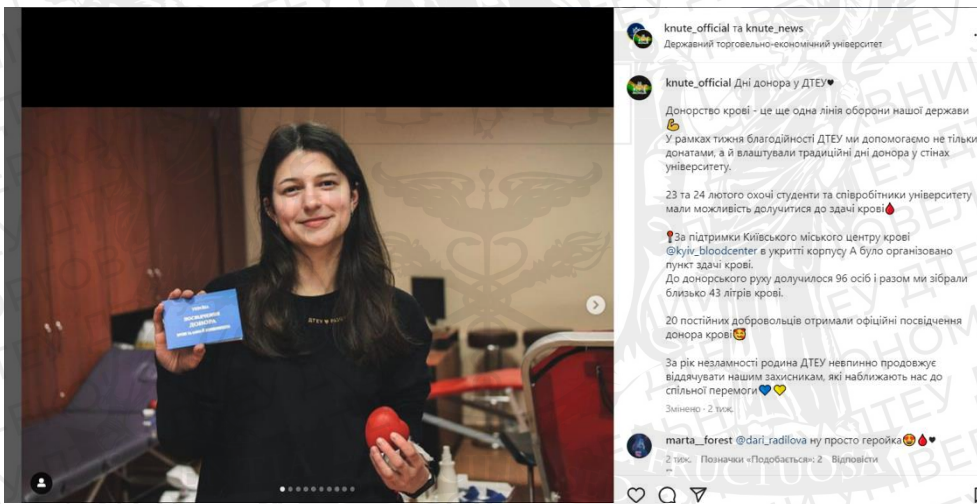 knute_official та knute_news
Державний торговельно-економічний університет
knute_official Дні донора у ДТЕУ♥
Донорство крові - це ще одна лінія оборони нашої держави
💪
У рамках тижня благодійності ДТЕУ ми допомагаємо не тільки
донатами, а й влаштували традиційні дні донора у стінах
університету.
23 та 24 лютого охочі студенти та співробітники університету
мали можливість долучитися до здачі крові🩸
📍За підтримки Київського міського центру крові
@kyiv_bloodcenter в укритті корпусу А було організовано
пункт здачі крові.
До донорського руху долучилося 96 осіб і разом ми зібрали
близько 43 літрів крові.
20 постійних добровольців отримали офіційні посвідчення
донора крові🥰
За рік незламності родина ДТЕУ невпинно продовжує
віддячувати нашим захисникам, які наближають нас до
спільної перемоги💙💛
Змінено · 2 тиж.
marta__forest @dari_radilova ну просто геройка🥰🩸♥
2 тиж. Позначки «Подобається»: 2 Відповісти
ПОСВІДЧЕННЯ
ДОНОРА
ДТЕУ